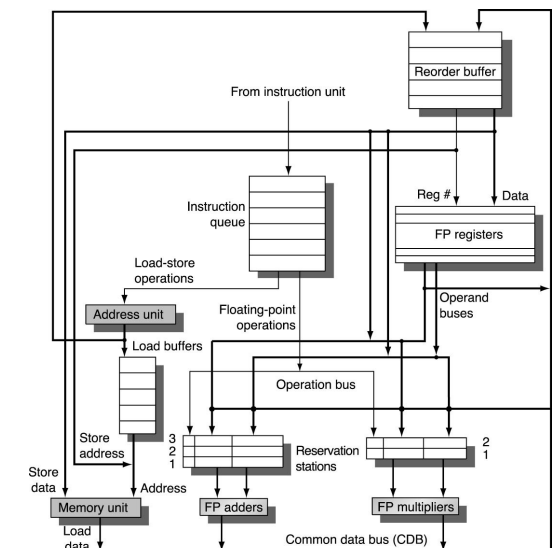 Reorder buffer
From instruction unit
Reg #
Data
Instruction
queue
FP registers
Load-store
operations
Operand
buses
Address unit
Floating-point
operations
Load buffers
Operation bus
Store
address
3
2
1
Reservation
stations
2
1
Store
data
Address
Memory unit
FP adders
FP multipliers
Load
data
Common data bus (CDB)